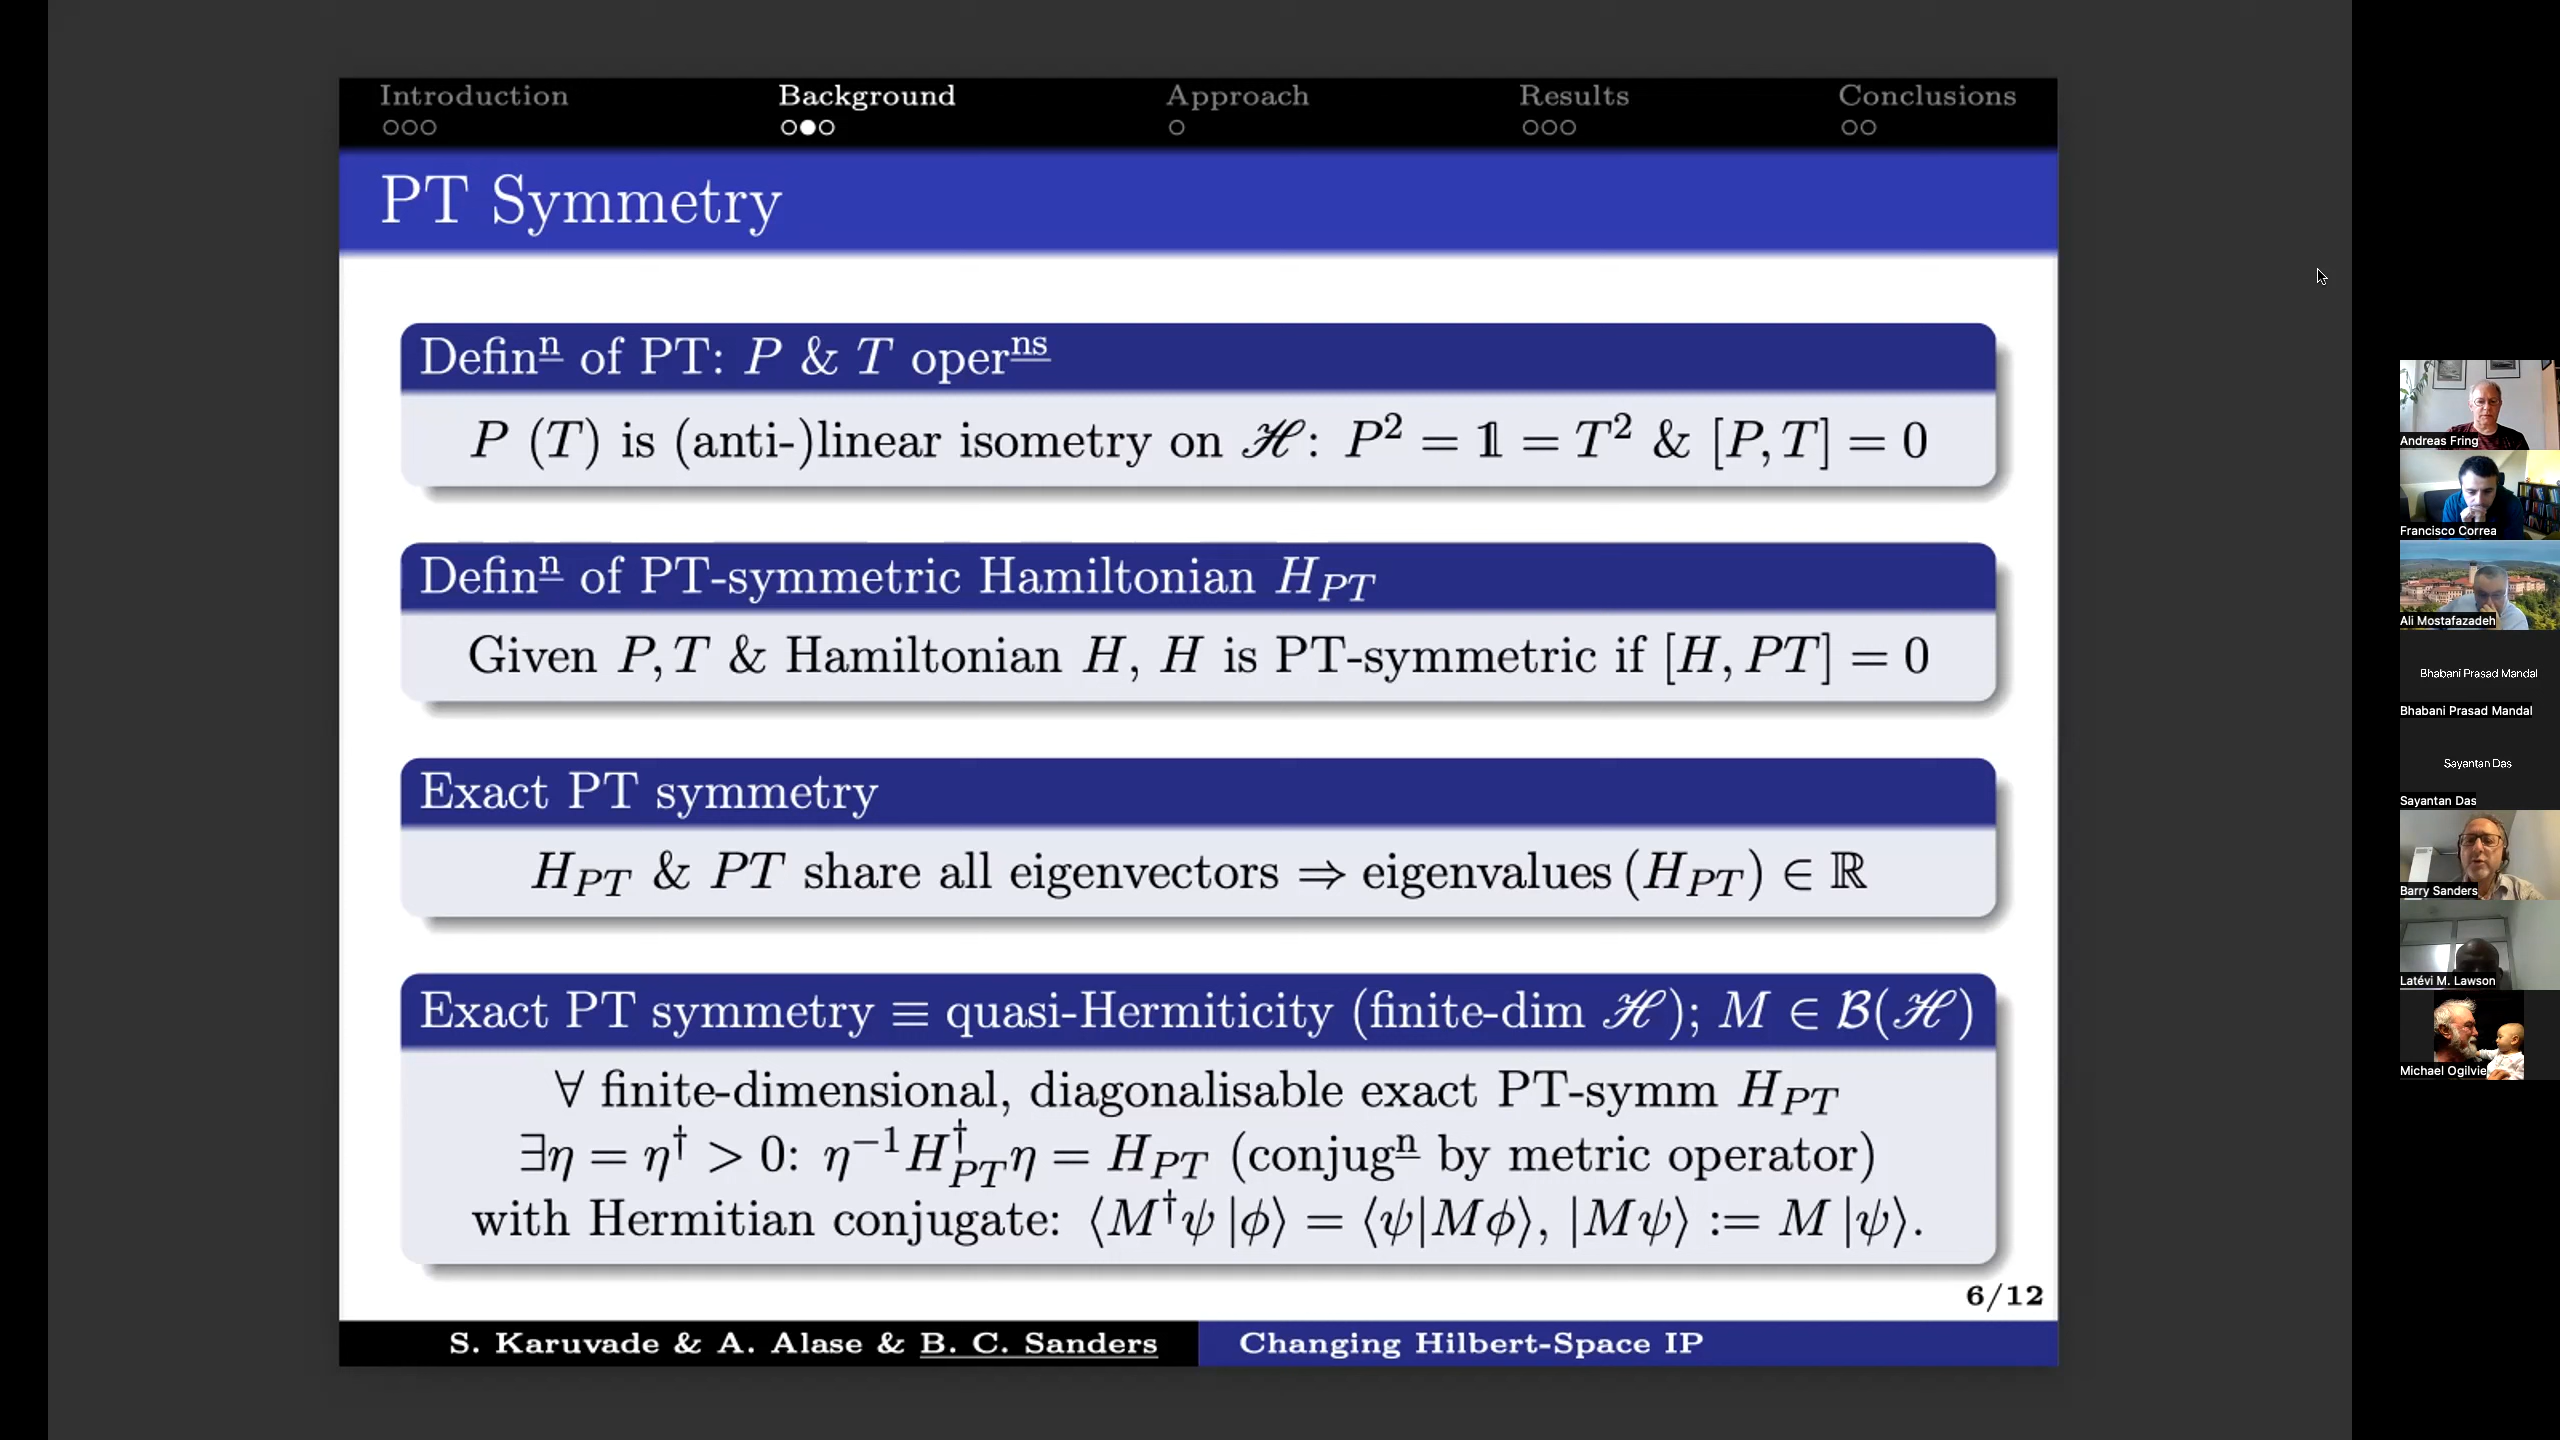 Introduction Background Approach Results Conclusions
PT Symmetry
Definⁿ of PT: P & T operⁿˢ
P (T) is (anti-)linear isometry on ℋ: P² = 𝟙 = T² & [P, T] = 0
Definⁿ of PT-symmetric Hamiltonian H_PT
Given P, T & Hamiltonian H, H is PT-symmetric if [H, PT] = 0
Exact PT symmetry
H_PT & PT share all eigenvectors ⇒ eigenvalues (H_PT) ∈ ℝ
Exact PT symmetry ≡ quasi-Hermiticity (finite-dim ℋ); M ∈ ℬ(ℋ)
∀ finite-dimensional, diagonalisable exact PT-symm H_PT
∃η = η† > 0: η⁻¹H†_PT η = H_PT (conjugⁿ by metric operator)
with Hermitian conjugate: ⟨M†ψ|ϕ⟩ = ⟨ψ|Mϕ⟩, |Mψ⟩ := M|ψ⟩.
6/12
S. Karuvade & A. Alase & B. C. Sanders Changing Hilbert-Space IP
Andreas Fring
Francisco Correa
Ali Mostafazadeh
Bhabani Prasad Mandal
Bhabani Prasad Mandal
Sayantan Das
Sayantan Das
Barry Sanders
Latévi M. Lawson
Michael Ogilvie